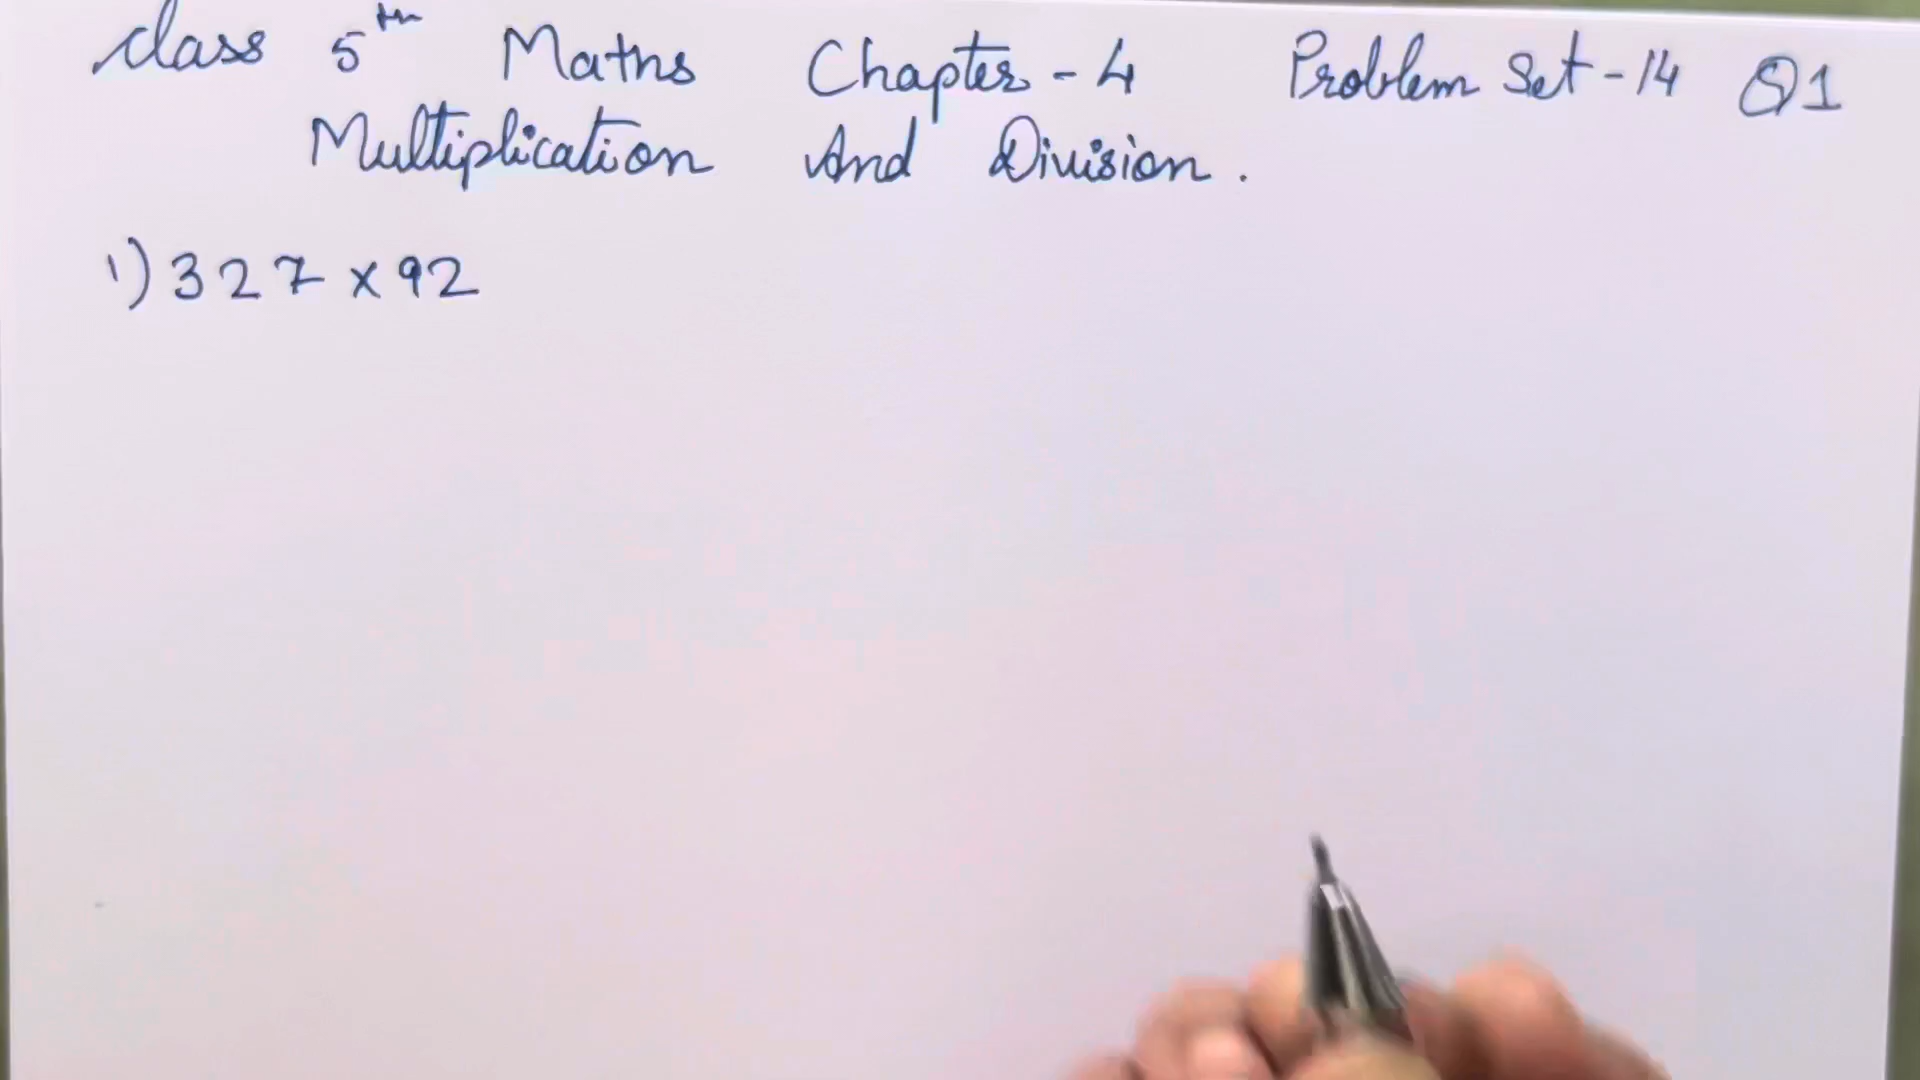 Class 5th Maths Chapter-4 Problem Set-14 Q1
Multiplication And Division.
1) 327 x 92